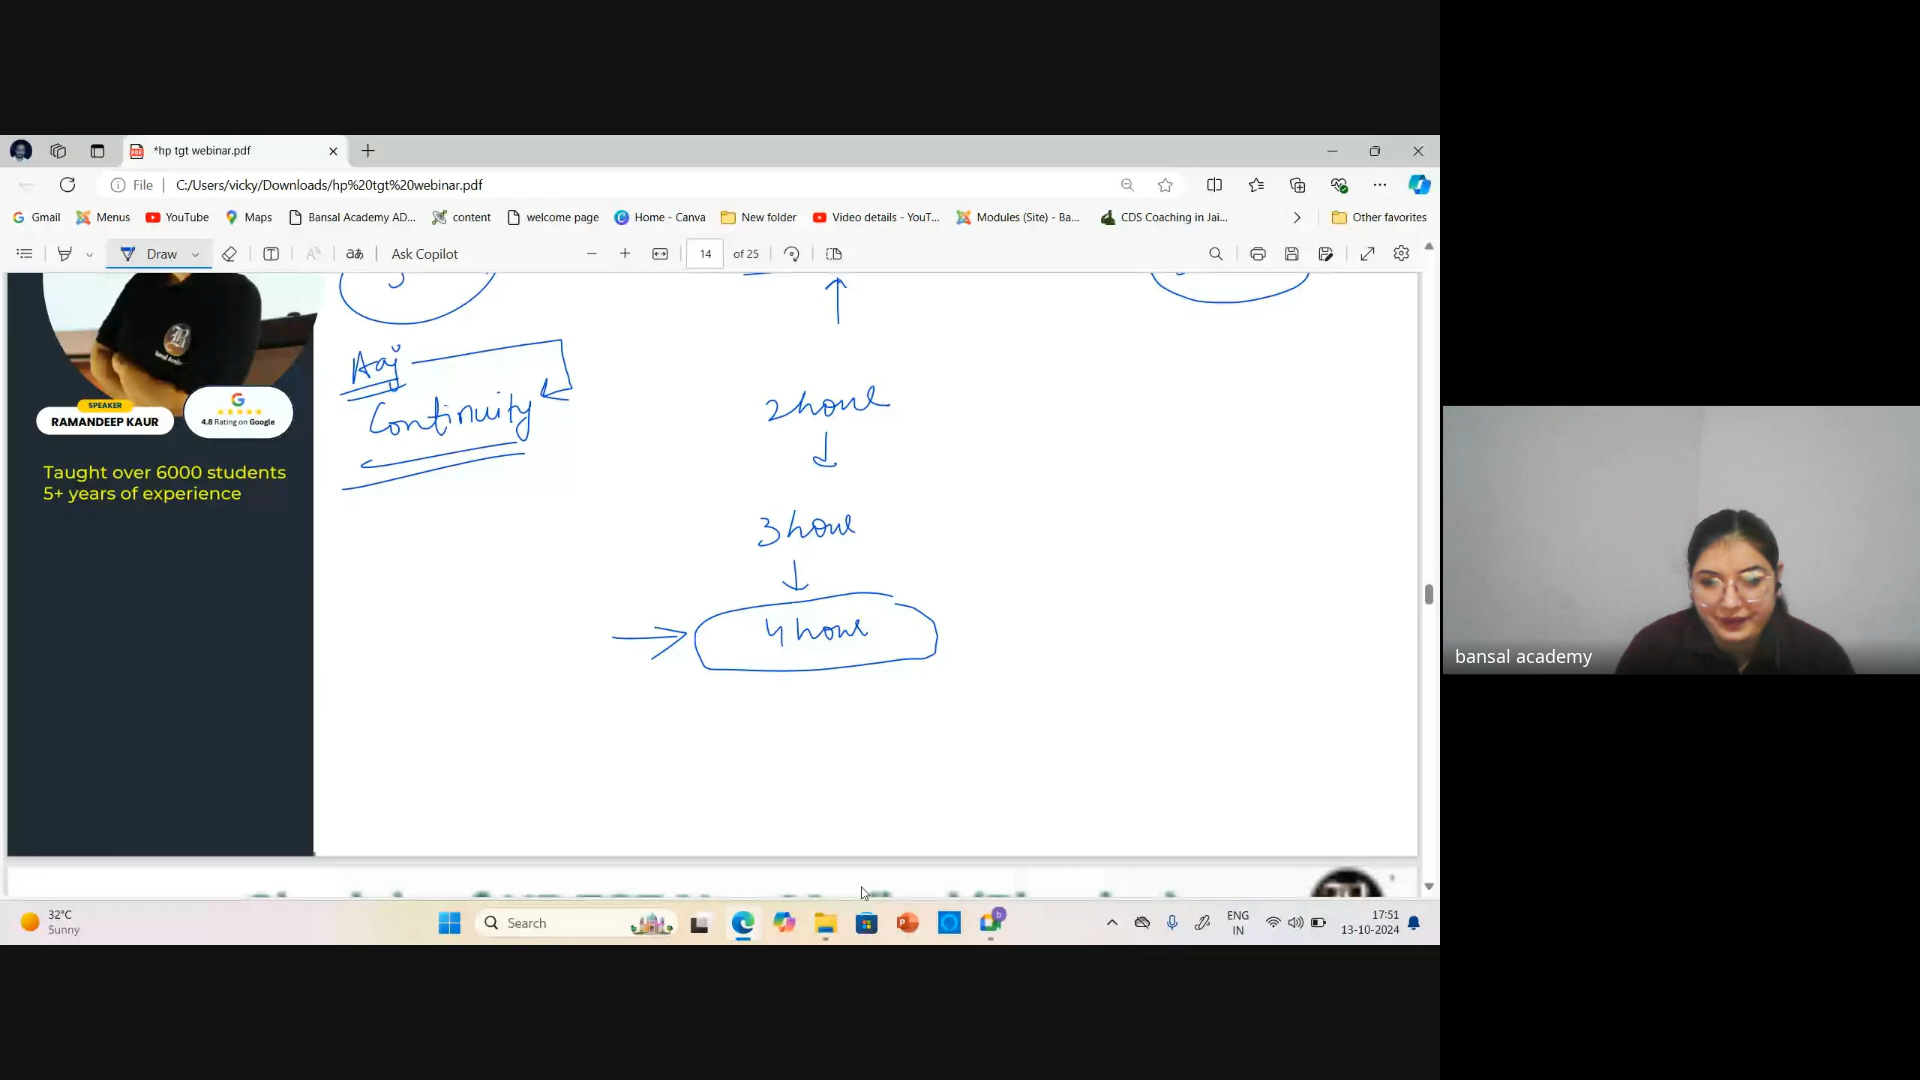 *hp tgt webinar.pdf
File
C:/Users/vicky/Downloads/hp%20tgt%20webinar.pdf
Gmail Menus YouTube Maps Bansal Academy AD... content welcome page Home - Canva New folder Video details - YouT... Modules (Site) - Ba... CDS Coaching in Jai... Other favorites
Draw aあ Ask Copilot 14 of 25
Aaj
Continuity
2 hour
3 hour
4 hour
SPEAKER
RAMANDEEP KAUR
4.8 Rating on Google
Taught over 6000 students
5+ years of experience
bansal academy
32°C
Sunny
Search
ENG
IN
17:51
13-10-2024